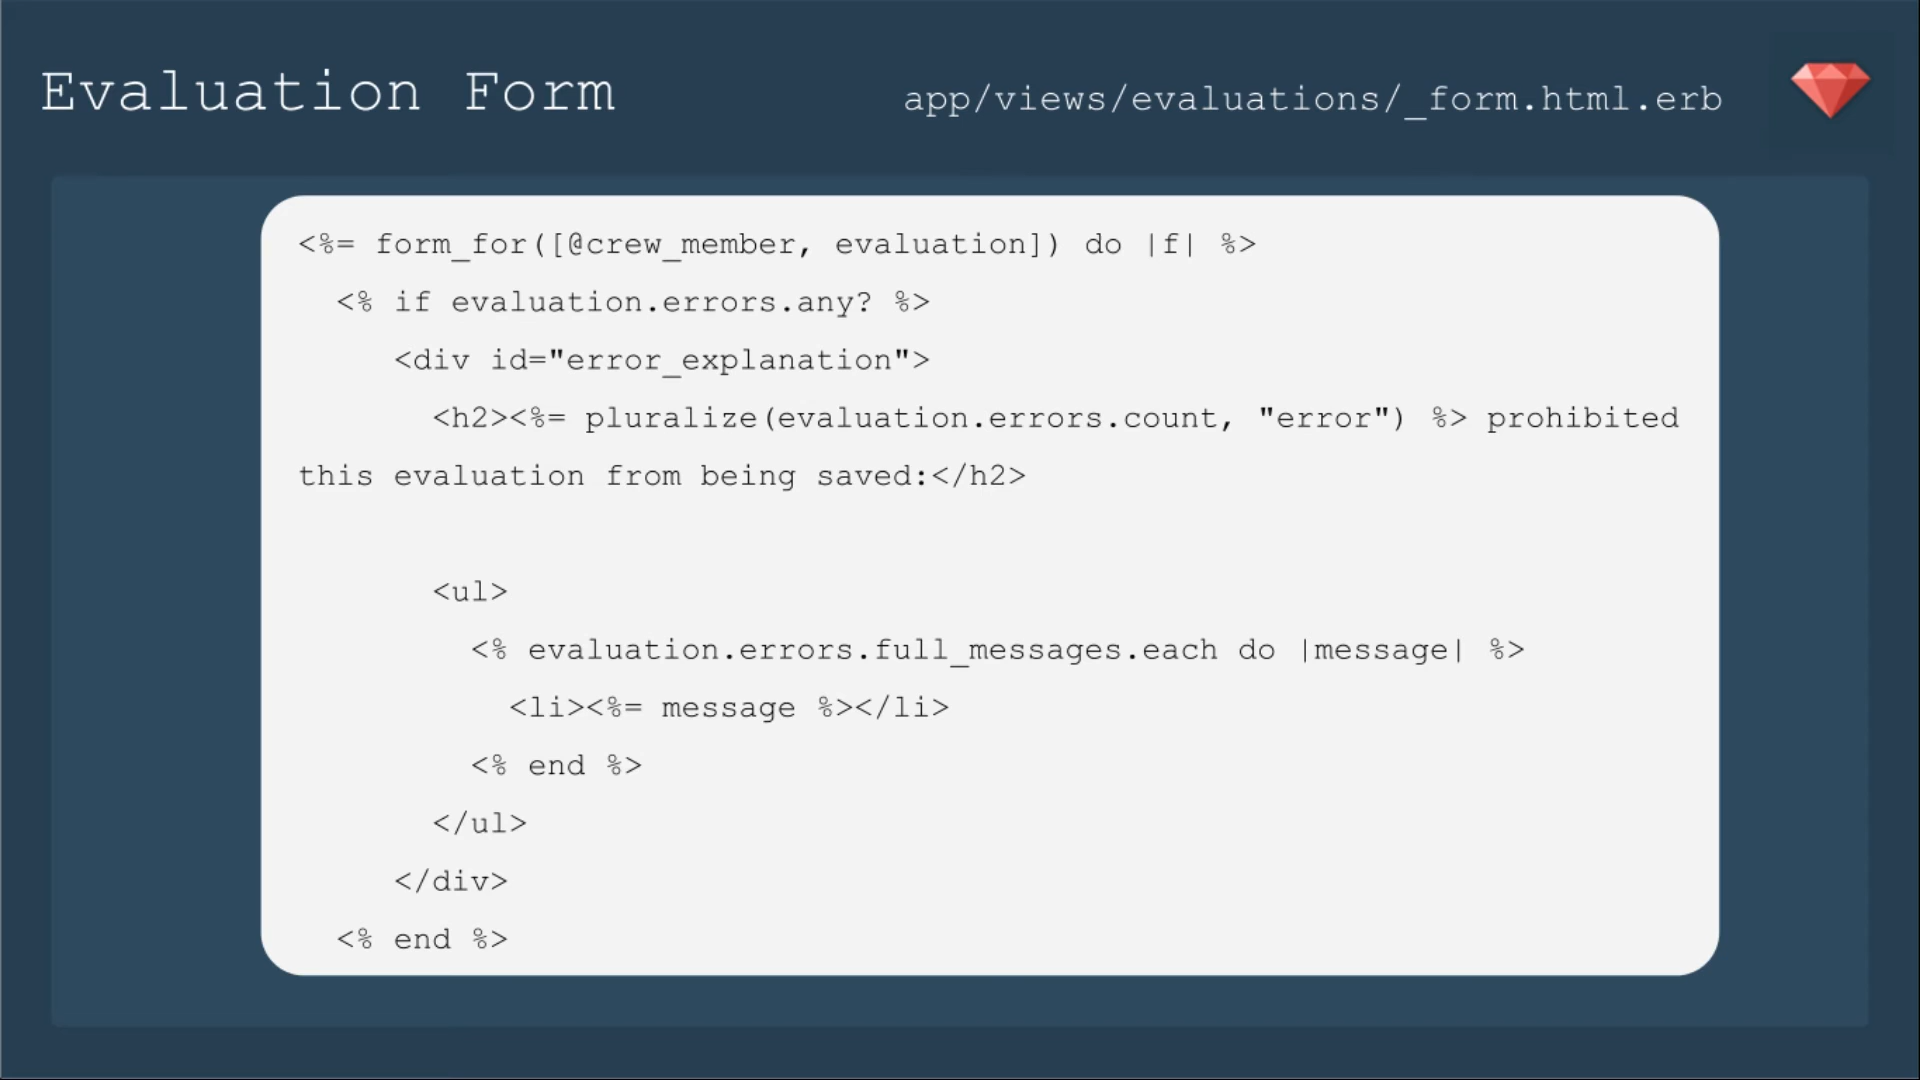 Evaluation Form
app/views/evaluations/_form.html.erb
<%= form_for([@crew_member, evaluation]) do |f| %>
  <% if evaluation.errors.any? %>
     <div id="error_explanation">
       <h2><%= pluralize(evaluation.errors.count, "error") %> prohibited
this evaluation from being saved:</h2>

       <ul>
         <% evaluation.errors.full_messages.each do |message| %>
           <li><%= message %></li>
         <% end %>
       </ul>
     </div>
  <% end %>